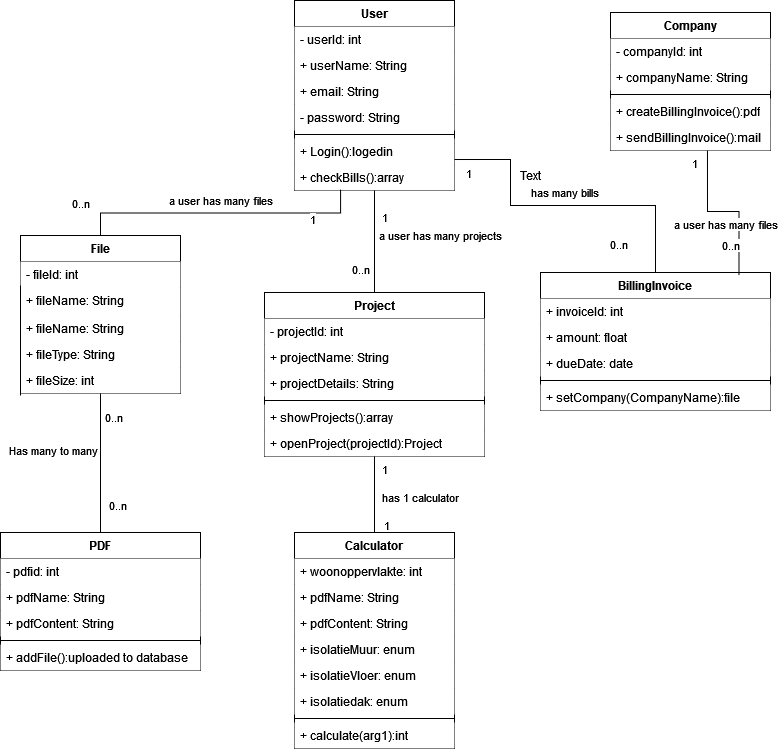 User
- userId: int
+ userName: String
+ email: String
- password: String
+ Login():logedin
+ checkBills():array
Company
- companyId: int
+ companyName: String
+ createBillingInvoice():pdf
+ sendBillingInvoice():mail
1
Text
has many bills
0..n
1
a user has many files
0..n
0..n
a user has many files
1
1
a user has many projects
0..n
File
- fileId: int
+ fileName: String
+ fileName: String
+ fileType: String
+ fileSize: int
Project
- projectId: int
+ projectName: String
+ projectDetails: String
+ showProjects():array
+ openProject(projectId):Project
BillingInvoice
+ invoiceId: int
+ amount: float
+ dueDate: date
+ setCompany(CompanyName):file
0..n
Has many to many
0..n
1
has 1 calculator
1
PDF
- pdfid: int
+ pdfName: String
+ pdfContent: String
+ addFile():uploaded to database
Calculator
+ woonoppervlakte: int
+ pdfName: String
+ pdfContent: String
+ isolatieMuur: enum
+ isolatieVloer: enum
+ isolatiedak: enum
+ calculate(arg1):int